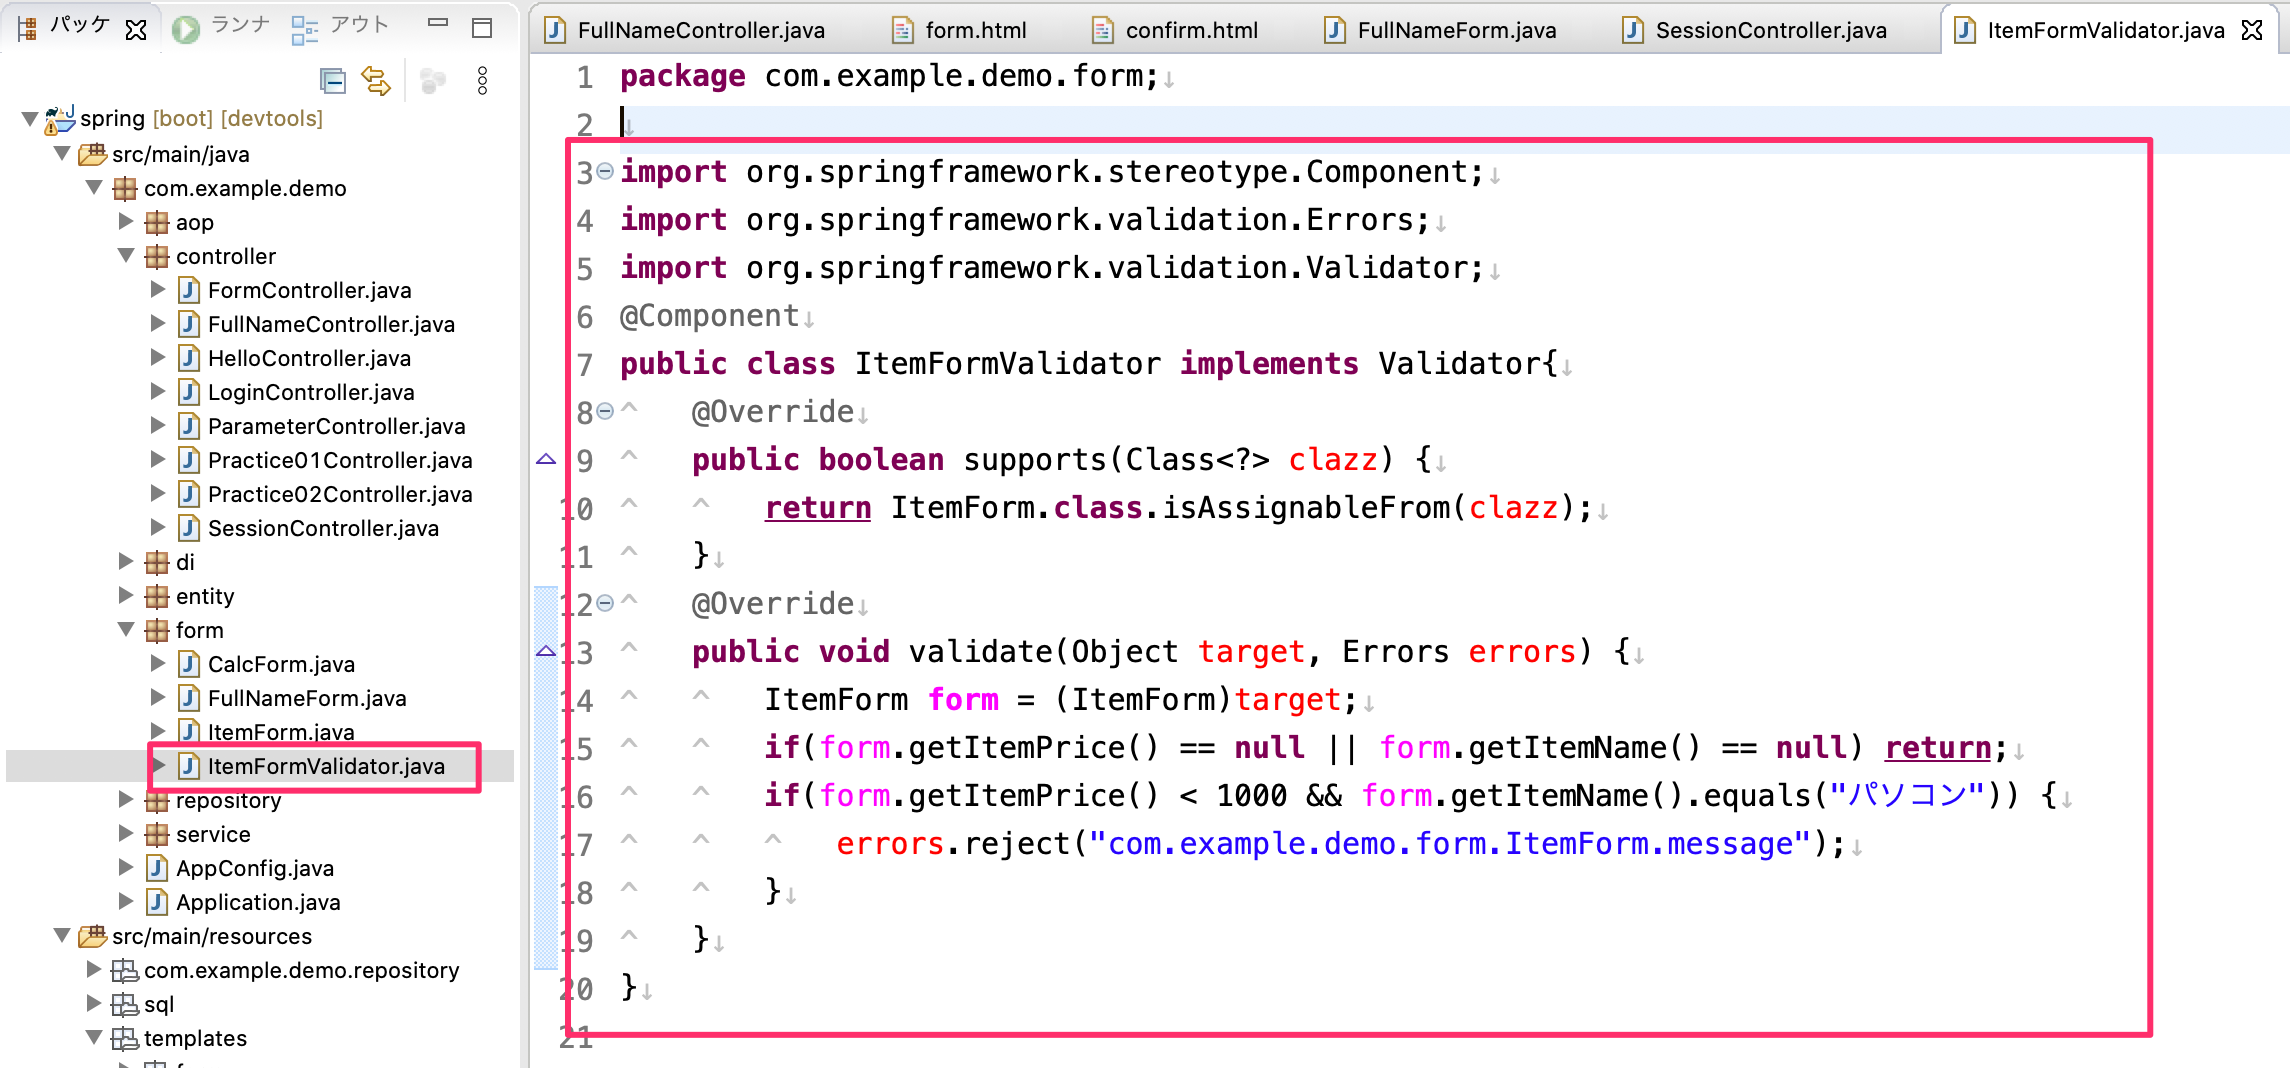 パッケ
ランナ
アウト
spring [boot] [devtools]
src/main/java
com.example.demo
aop
controller
FormController.java
FullNameController.java
HelloController.java
LoginController.java
ParameterController.java
Practice01Controller.java
Practice02Controller.java
SessionController.java
di
entity
form
CalcForm.java
FullNameForm.java
ItemForm.java
ItemFormValidator.java
repository
service
AppConfig.java
Application.java
src/main/resources
com.example.demo.repository
sql
templates
FullNameController.java
form.html
confirm.html
FullNameForm.java
SessionController.java
ItemFormValidator.java
1 package com.example.demo.form;↓
2 ↓
3 import org.springframework.stereotype.Component;↓
4 import org.springframework.validation.Errors;↓
5 import org.springframework.validation.Validator;↓
6 @Component↓
7 public class ItemFormValidator implements Validator{↓
8 ^ @Override↓
9 ^ public boolean supports(Class<?> clazz) {↓
10 ^ ^ return ItemForm.class.isAssignableFrom(clazz);↓
11 ^ }↓
12 ^ @Override↓
13 ^ public void validate(Object target, Errors errors) {↓
14 ^ ^ ItemForm form = (ItemForm)target;↓
15 ^ ^ if(form.getItemPrice() == null || form.getItemName() == null) return;↓
16 ^ ^ if(form.getItemPrice() < 1000 && form.getItemName().equals("パソコン")) {↓
17 ^ ^ ^ errors.reject("com.example.demo.form.ItemForm.message");↓
18 ^ ^ }↓
19 ^ }↓
20 }↓
21